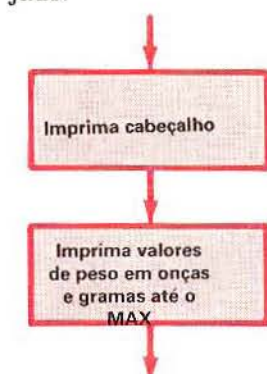 Imprima cabeçalho
Imprima valores
de peso em onças
e gramas até o
MAX